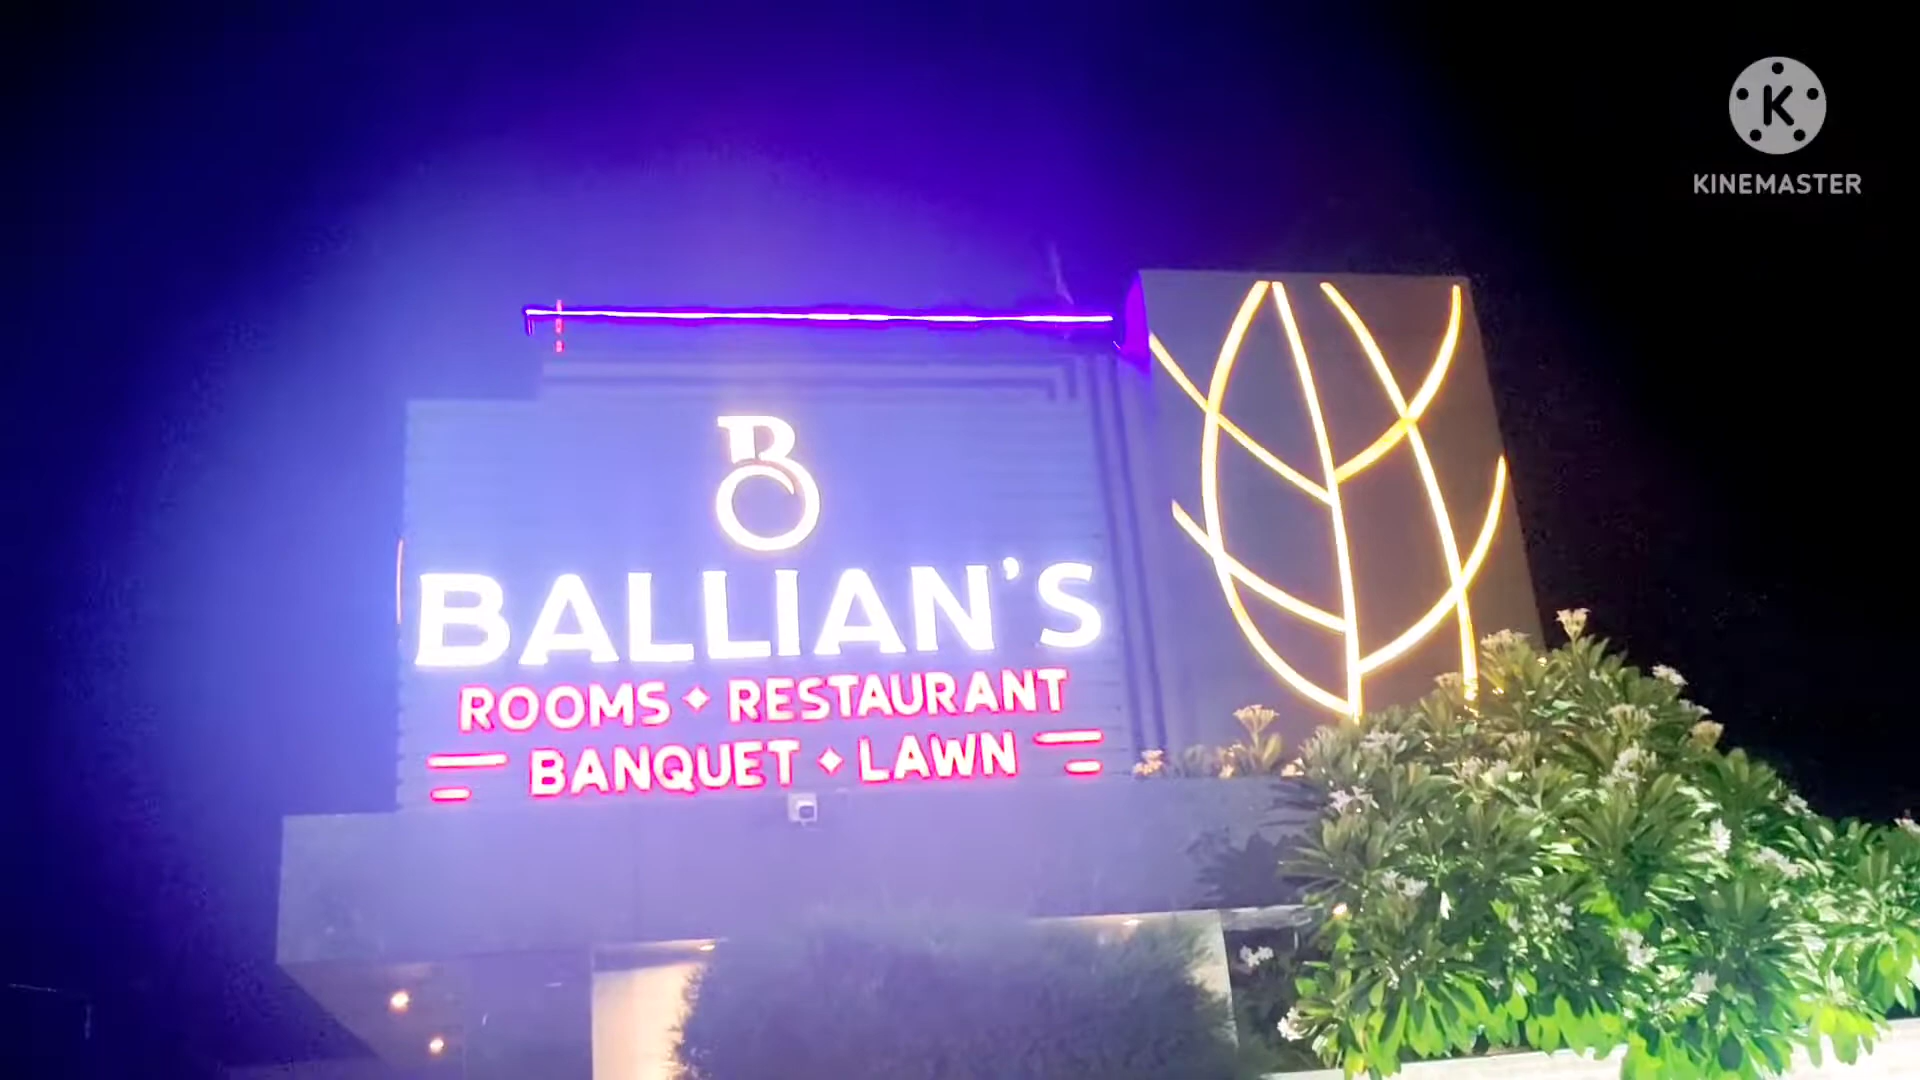 K
KINEMASTER
B
BALLIAN'S
ROOMS ✦ RESTAURANT
BANQUET ✦ LAWN